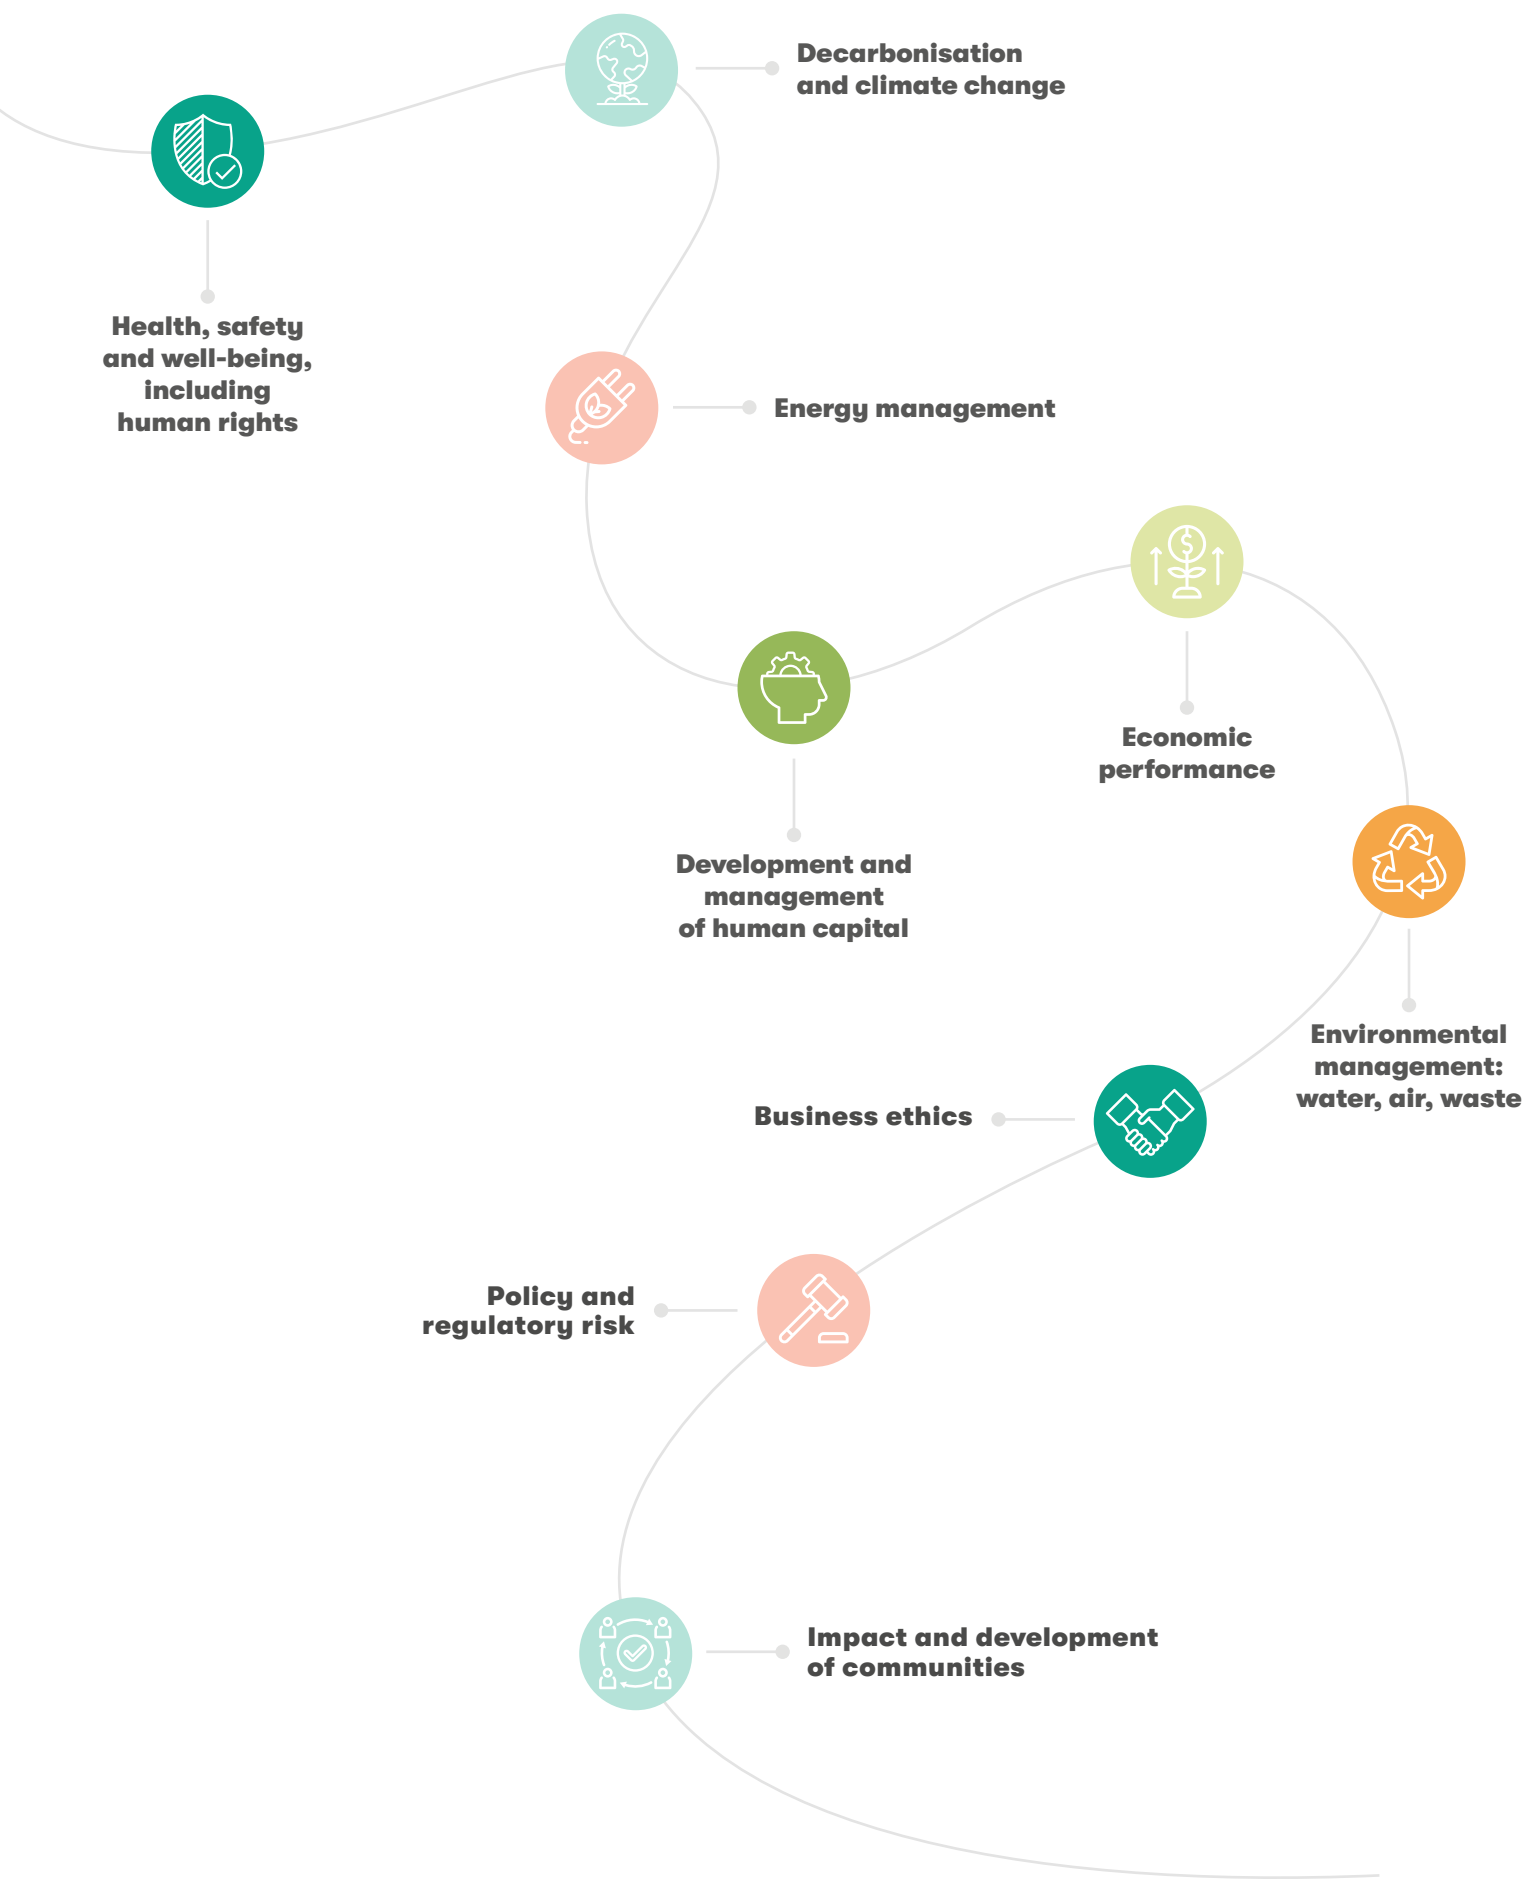 Decarbonisation
and climate change
Health, safety
and well-being,
including
human rights
Energy management
Economic
performance
Development and
management
of human capital
Environmental
management:
water, air, waste
Business ethics
Policy and
regulatory risk
Impact and development
of communities